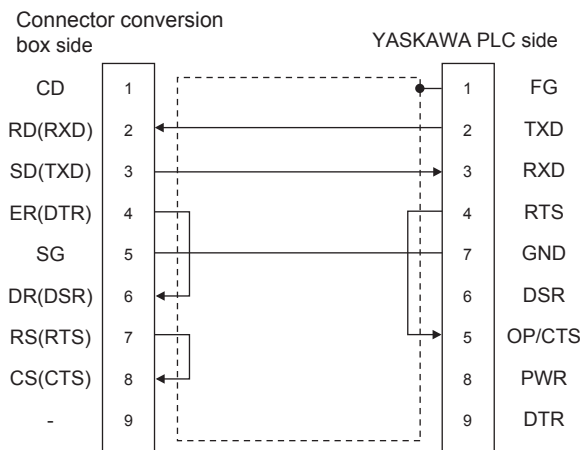 Connector conversion
box side
YASKAWA PLC side
CD 1 1 FG
RD(RXD) 2 2 TXD
SD(TXD) 3 3 RXD
ER(DTR) 4 4 RTS
SG 5 7 GND
DR(DSR) 6 6 DSR
RS(RTS) 7 5 OP/CTS
CS(CTS) 8 8 PWR
- 9 9 DTR